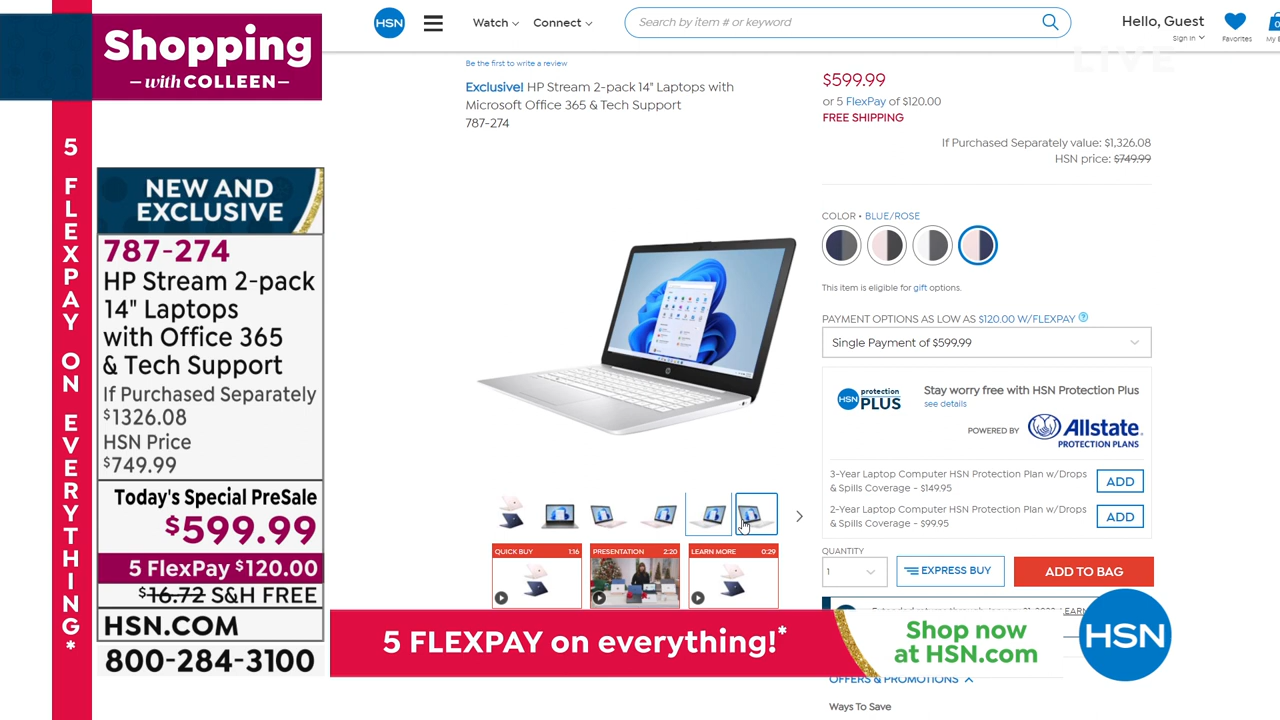 Shopping
with COLLEEN
5 FLEXPAY ON EVERYTHING*
NEW AND
EXCLUSIVE
787-274
HP Stream 2-pack
14" Laptops
with Office 365
& Tech Support
If Purchased Separately
$1326.08
HSN Price
$749.99
Today's Special PreSale
$599.99
5 FlexPay $120.00
$16.72 S&H FREE
HSN.COM
800-284-3100
HSN
Watch
Connect
Search by item # or keyword
Hello, Guest
Sign In
Favorites
LIVE
Be the first to write a review
Exclusive! HP Stream 2-pack 14" Laptops with
Microsoft Office 365 & Tech Support
787-274
$599.99
or 5 FlexPay of $120.00
FREE SHIPPING
If Purchased Separately value: $1,326.08
HSN price: $749.99
COLOR • BLUE/ROSE
This item is eligible for gift options.
PAYMENT OPTIONS AS LOW AS $120.00 W/FLEXPAY ?
Single Payment of $599.99
HSN protection PLUS
Stay worry free with HSN Protection Plus
see details
POWERED BY
Allstate.
PROTECTION PLANS
3-Year Laptop Computer HSN Protection Plan w/Drops
& Spills Coverage - $149.95
ADD
2-Year Laptop Computer HSN Protection Plan w/Drops
& Spills Coverage - $99.95
ADD
QUANTITY
1
EXPRESS BUY
ADD TO BAG
QUICK BUY 1:16
PRESENTATION 2:20
LEARN MORE 0:29
5 FLEXPAY on everything!*
Shop now
at HSN.com
HSN
OFFERS & PROMOTIONS
Ways To Save